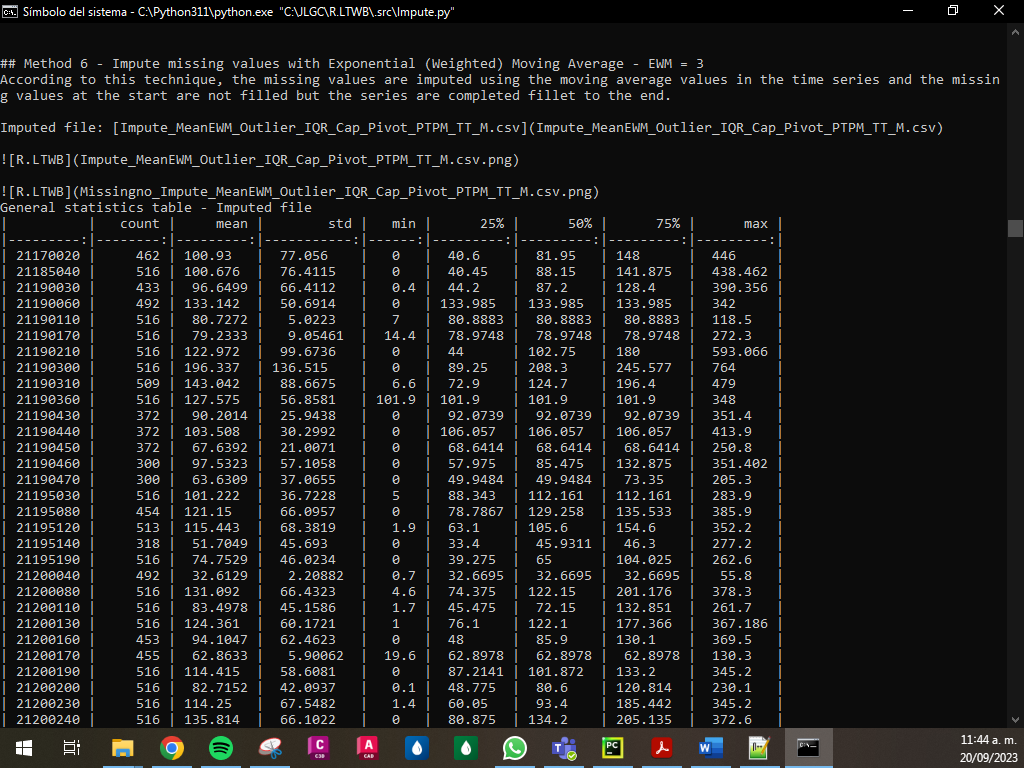 Símbolo del sistema - C:\Python311\python.exe "C:\JLGC\R.LTWB\.src\Impute.py"
## Method 6 - Impute missing values with Exponential (Weighted) Moving Average - EWM = 3
According to this technique, the missing values are imputed using the moving average values in the time series and the missin
g values at the start are not filled but the series are completed fillet to the end.
Imputed file: [Impute_MeanEWM_Outlier_IQR_Cap_Pivot_PTPM_TT_M.csv](Impute_MeanEWM_Outlier_IQR_Cap_Pivot_PTPM_TT_M.csv)
![R.LTWB](Impute_MeanEWM_Outlier_IQR_Cap_Pivot_PTPM_TT_M.csv.png)
![R.LTWB](Missingno_Impute_MeanEWM_Outlier_IQR_Cap_Pivot_PTPM_TT_M.csv.png)
General statistics table - Imputed file
| | count | mean | std | min | 25% | 50% | 75% | max |
|---------:|--------:|---------:|-----------:|------:|---------:|---------:|---------:|---------:|
| 21170020 | 462 | 100.93 | 77.056 | 0 | 40.6 | 81.95 | 148 | 446 |
| 21185040 | 516 | 100.676 | 76.4115 | 0 | 40.45 | 88.15 | 141.875 | 438.462 |
| 21190030 | 433 | 96.6499 | 66.4112 | 0.4 | 44.2 | 87.2 | 128.4 | 390.356 |
| 21190060 | 492 | 133.142 | 50.6914 | 0 | 133.985 | 133.985 | 133.985 | 342 |
| 21190110 | 516 | 80.7272 | 5.0223 | 7 | 80.8883 | 80.8883 | 80.8883 | 118.5 |
| 21190170 | 516 | 79.2333 | 9.05461 | 14.4 | 78.9748 | 78.9748 | 78.9748 | 272.3 |
| 21190210 | 516 | 122.972 | 99.6736 | 0 | 44 | 102.75 | 180 | 593.066 |
| 21190300 | 516 | 196.337 | 136.515 | 0 | 89.25 | 208.3 | 245.577 | 764 |
| 21190310 | 509 | 143.042 | 88.6675 | 6.6 | 72.9 | 124.7 | 196.4 | 479 |
| 21190360 | 516 | 127.575 | 56.8581 | 101.9 | 101.9 | 101.9 | 101.9 | 348 |
| 21190430 | 372 | 90.2014 | 25.9438 | 0 | 92.0739 | 92.0739 | 92.0739 | 351.4 |
| 21190440 | 372 | 103.508 | 30.2992 | 0 | 106.057 | 106.057 | 106.057 | 413.9 |
| 21190450 | 372 | 67.6392 | 21.0071 | 0 | 68.6414 | 68.6414 | 68.6414 | 250.8 |
| 21190460 | 300 | 97.5323 | 57.1058 | 0 | 57.975 | 85.475 | 132.875 | 351.402 |
| 21190470 | 300 | 63.6309 | 37.0655 | 0 | 49.9484 | 49.9484 | 73.35 | 205.3 |
| 21195030 | 516 | 101.222 | 36.7228 | 5 | 88.343 | 112.161 | 112.161 | 283.9 |
| 21195080 | 454 | 121.15 | 66.0957 | 0 | 78.7867 | 129.258 | 135.533 | 385.9 |
| 21195120 | 513 | 115.443 | 68.3819 | 1.9 | 63.1 | 105.6 | 154.6 | 352.2 |
| 21195140 | 318 | 51.7049 | 45.693 | 0 | 33.4 | 45.9311 | 46.3 | 277.2 |
| 21195190 | 516 | 74.7529 | 46.0234 | 0 | 39.275 | 65 | 104.025 | 262.6 |
| 21200040 | 492 | 32.6129 | 2.20882 | 0.7 | 32.6695 | 32.6695 | 32.6695 | 55.8 |
| 21200080 | 516 | 131.092 | 66.4323 | 4.6 | 74.375 | 122.15 | 201.176 | 378.3 |
| 21200110 | 516 | 83.4978 | 45.1586 | 1.7 | 45.475 | 72.15 | 132.851 | 261.7 |
| 21200130 | 516 | 124.361 | 60.1721 | 1 | 76.1 | 122.1 | 177.366 | 367.186 |
| 21200160 | 453 | 94.1047 | 62.4623 | 0 | 48 | 85.9 | 130.1 | 369.5 |
| 21200170 | 455 | 62.8633 | 5.90062 | 19.6 | 62.8978 | 62.8978 | 62.8978 | 130.3 |
| 21200190 | 516 | 114.415 | 58.6081 | 0 | 87.2141 | 101.872 | 133.2 | 345.2 |
| 21200200 | 516 | 82.7152 | 42.0937 | 0.1 | 48.775 | 80.6 | 120.814 | 230.1 |
| 21200230 | 516 | 114.25 | 67.5482 | 1.4 | 60.05 | 93.4 | 185.442 | 345.2 |
| 21200240 | 516 | 135.814 | 66.1022 | 0 | 80.875 | 134.2 | 205.135 | 372.6 |
11:44 a. m.
20/09/2023